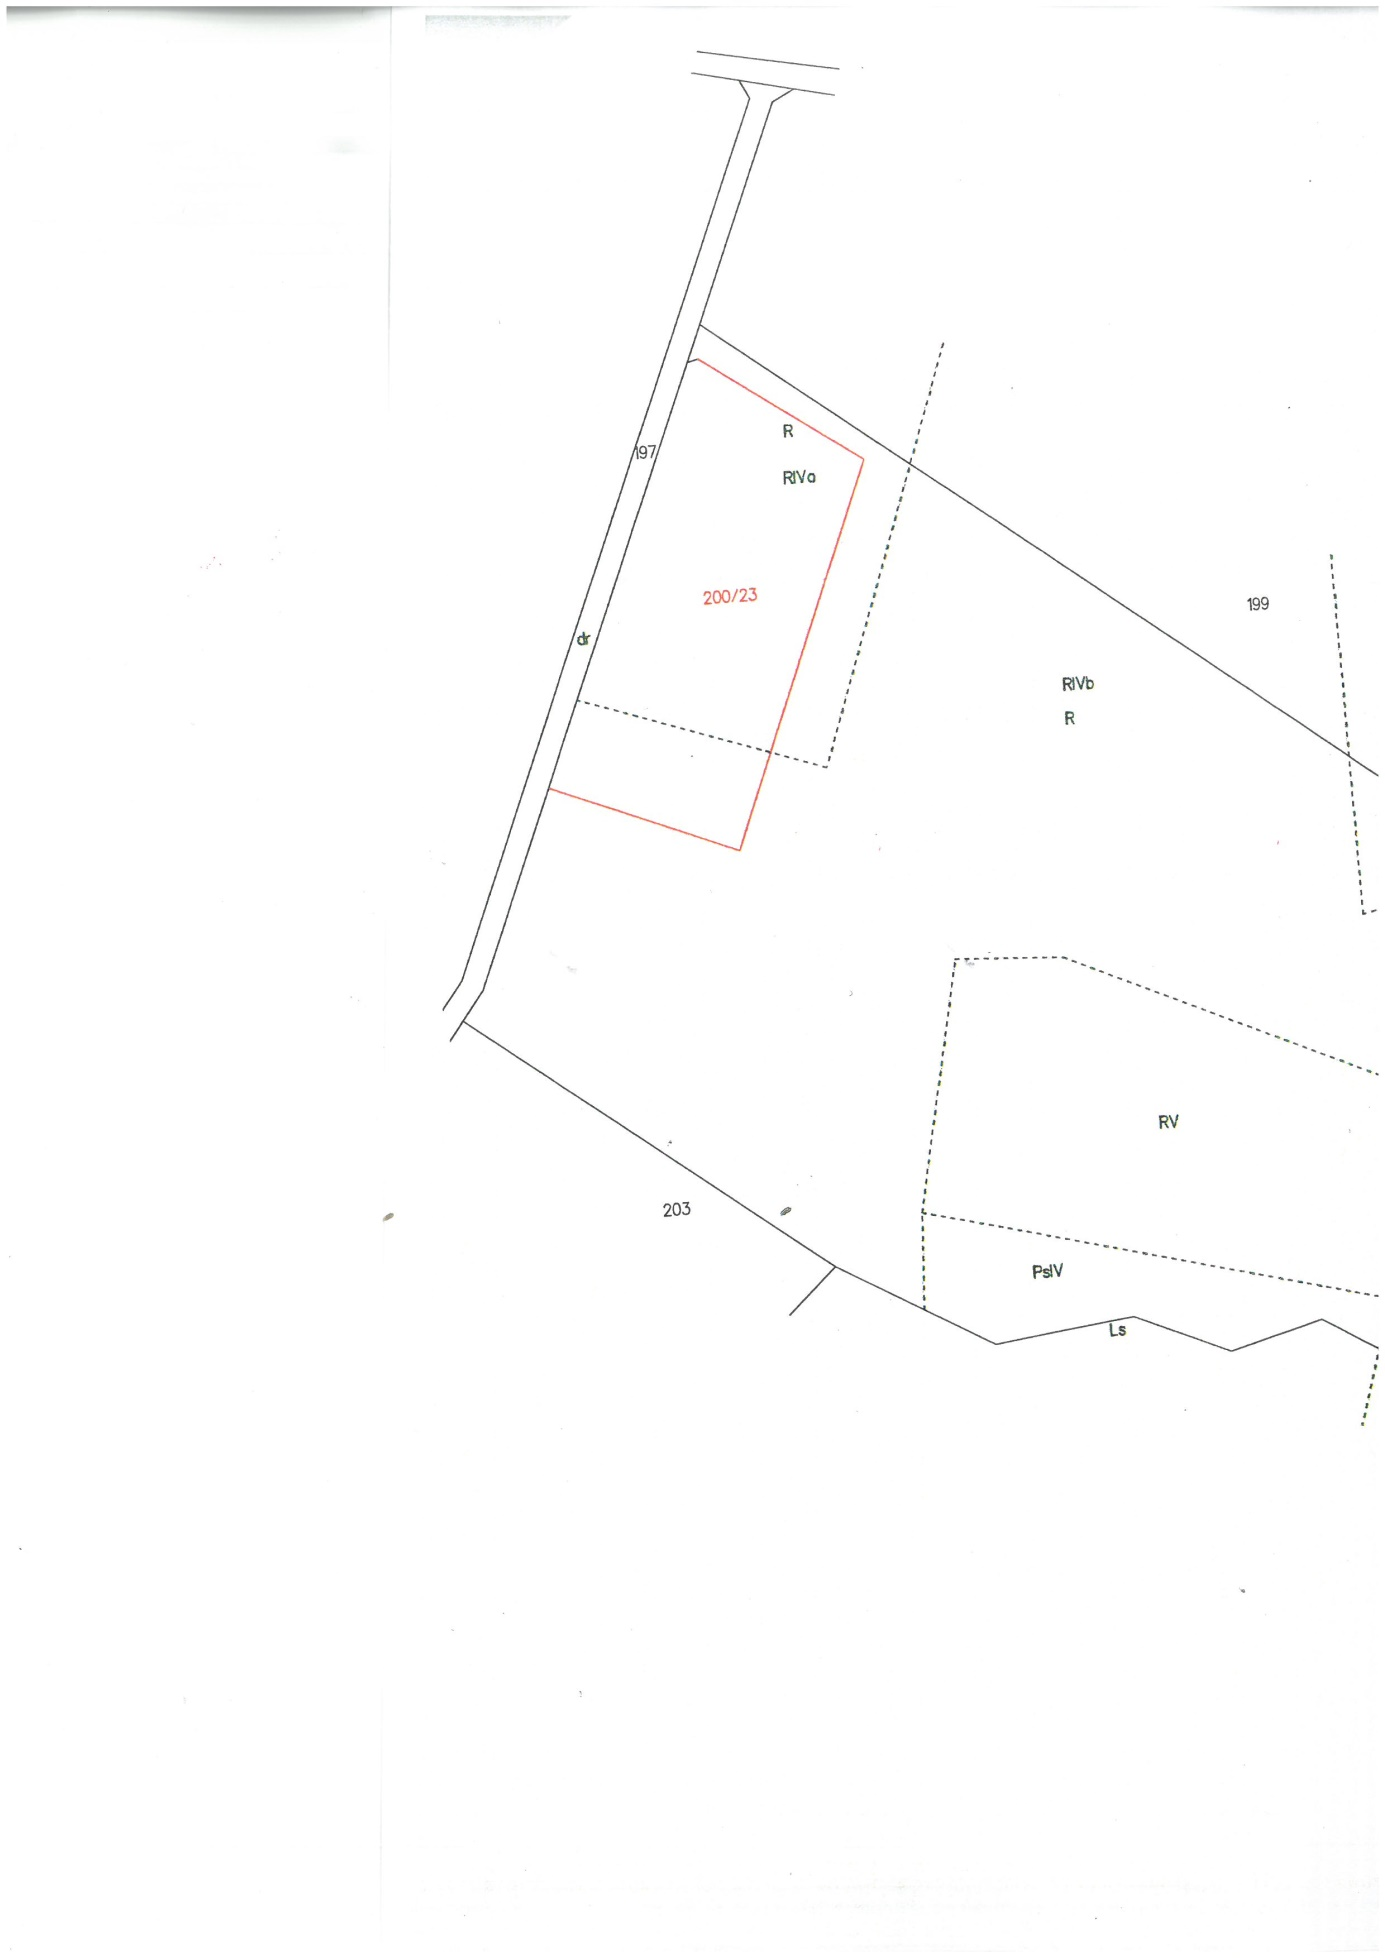 R
197
RIVa
200/23
199
dr
RIVb
R
RV
203
PsIV
Ls